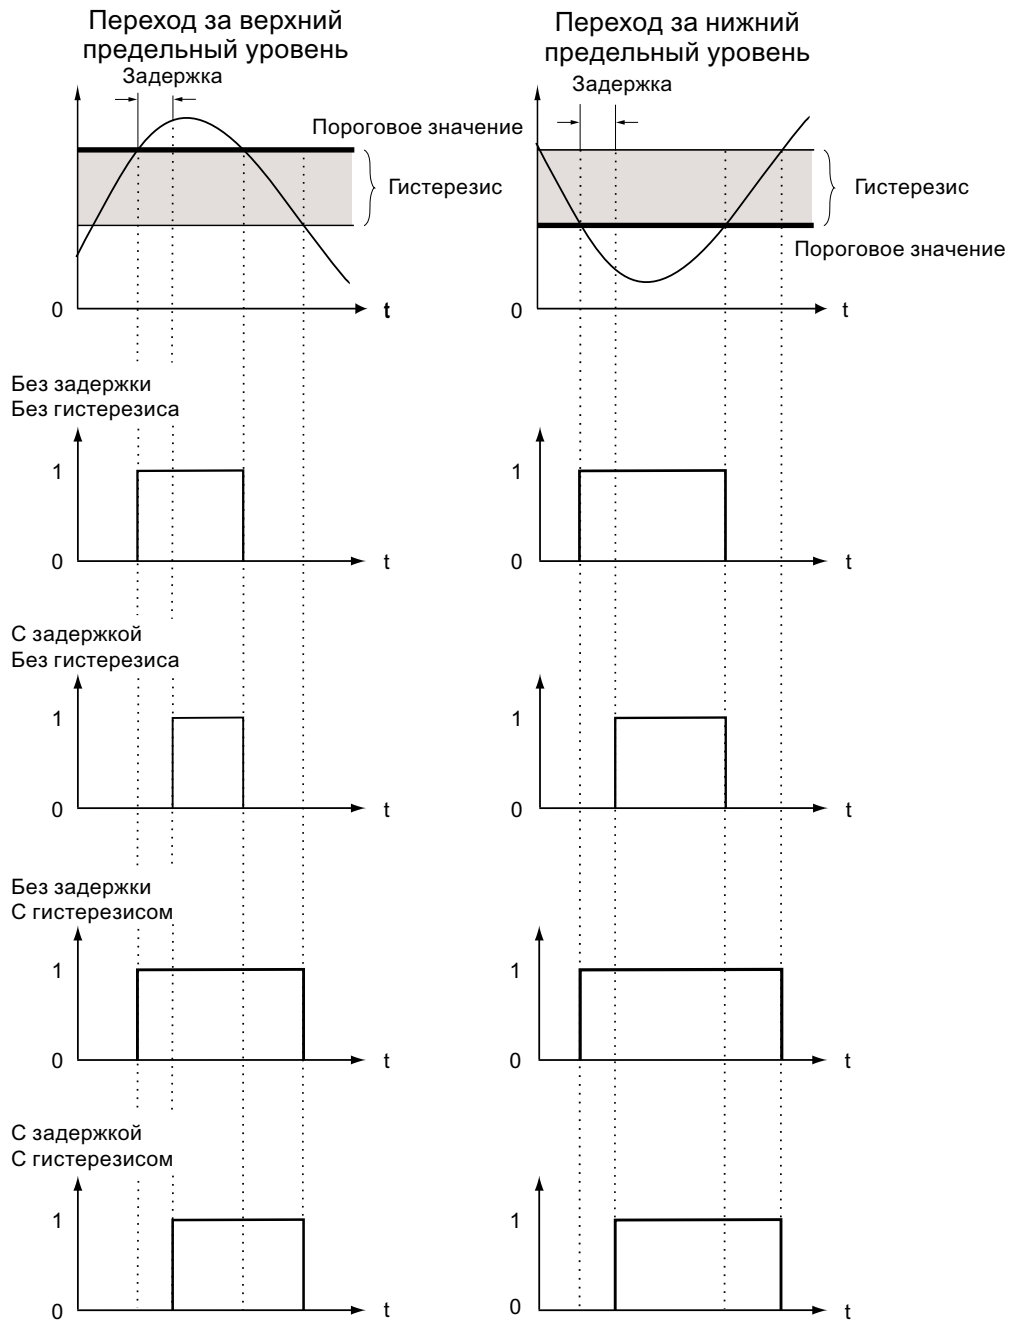 Переход за верхний
предельный уровень
Переход за нижний
предельный уровень
Задержка
Задержка
Пороговое значение
Гистерезис
Гистерезис
Пороговое значение
0
t
0
t
Без задержки
Без гистерезиса
1
0
t
1
0
t
С задержкой
Без гистерезиса
1
0
t
1
0
t
Без задержки
С гистерезисом
1
0
t
1
0
t
С задержкой
С гистерезисом
1
0
t
1
0
t